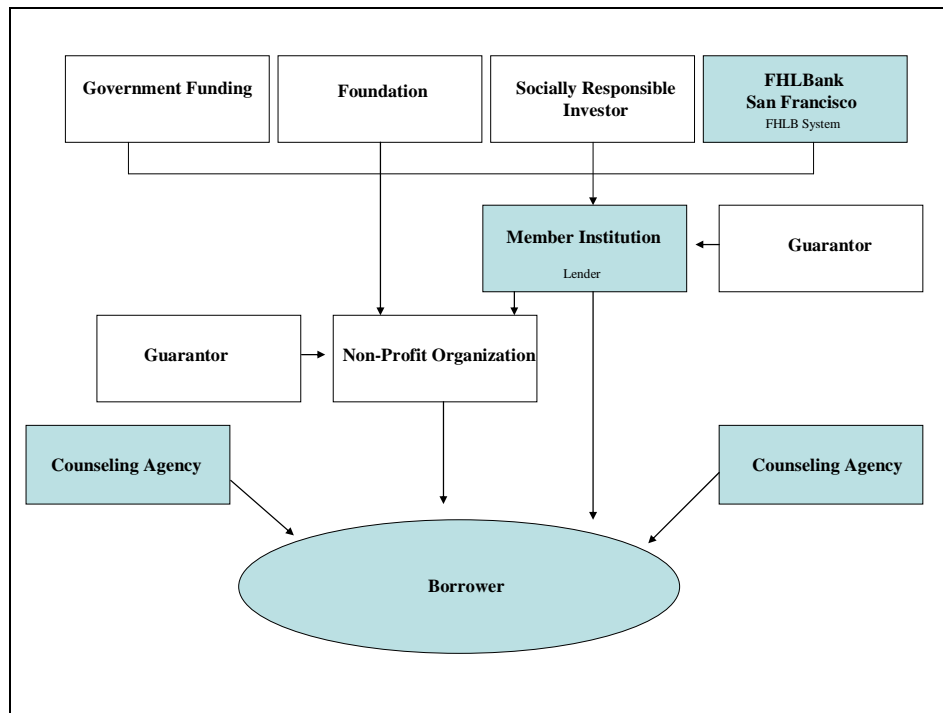 Government Funding
Foundation
Socially Responsible
Investor
FHLBank
San Francisco
FHLB System
Member Institution
Lender
Guarantor
Guarantor
Non-Profit Organization
Counseling Agency
Counseling Agency
Borrower